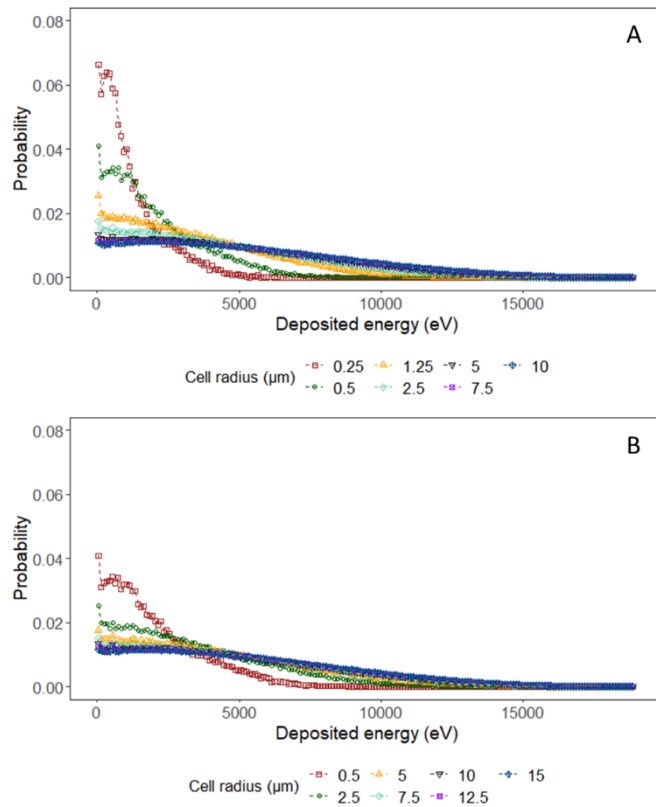 A
0.08
0.06
0.04
0.02
0.00
Probability
0 5000 10000 15000
Deposited energy (eV)
Cell radius (μm) 0.25 1.25 5 10
0.5 2.5 7.5
B
0.08
0.06
0.04
0.02
0.00
Probability
0 5000 10000 15000
Deposited energy (eV)
Cell radius (μm) 0.5 5 10 15
2.5 7.5 12.5